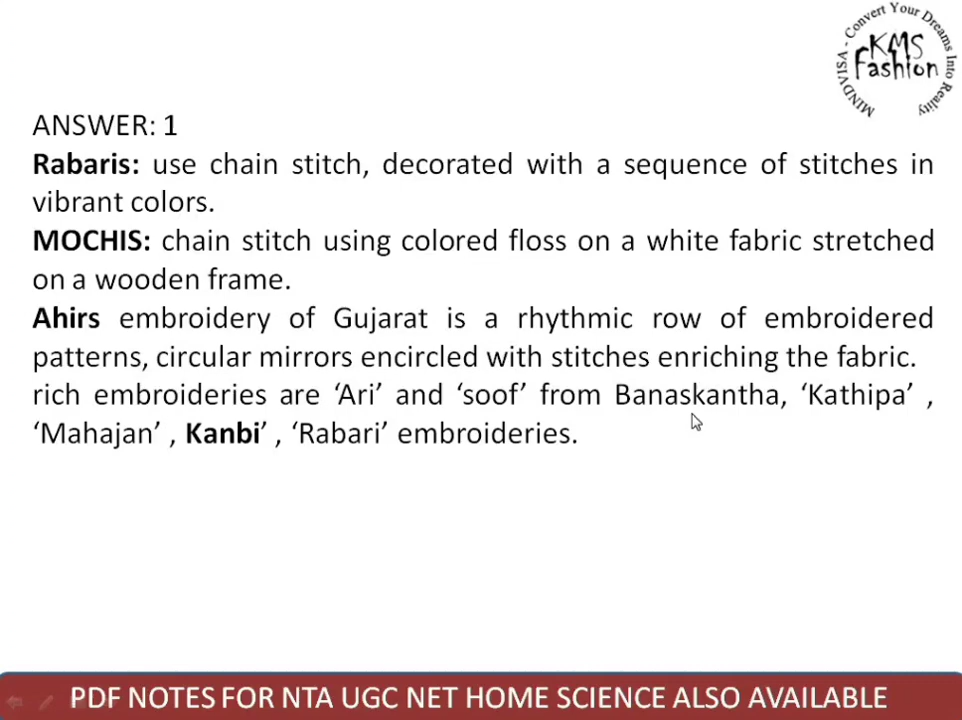 MINDVISA - Convert Your Dreams Into Reality
KMS
Fashion
ANSWER: 1
Rabaris: use chain stitch, decorated with a sequence of stitches in
vibrant colors.
MOCHIS: chain stitch using colored floss on a white fabric stretched
on a wooden frame.
Ahirs embroidery of Gujarat is a rhythmic row of embroidered
patterns, circular mirrors encircled with stitches enriching the fabric.
rich embroideries are ‘Ari’ and ‘soof’ from Banaskantha, ‘Kathipa’ ,
‘Mahajan’ , Kanbi’ , ‘Rabari’ embroideries.
PDF NOTES FOR NTA UGC NET HOME SCIENCE ALSO AVAILABLE